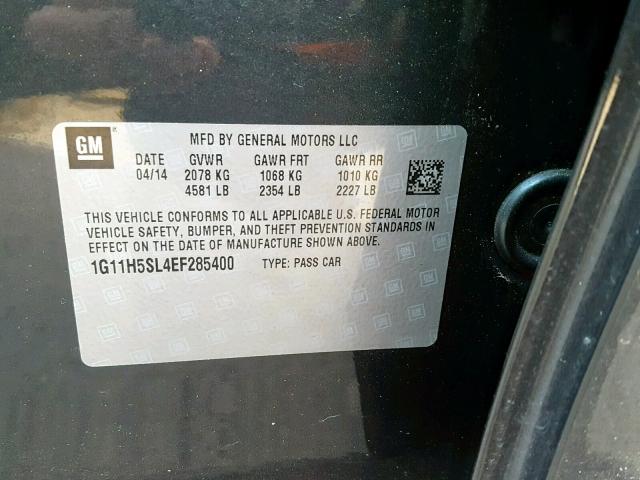 GM
MFD BY GENERAL MOTORS LLC
DATE GVWR GAWR FRT GAWR RR
04/14 2078 KG 1068 KG 1010 KG
4581 LB 2354 LB 2227 LB
THIS VEHICLE CONFORMS TO ALL APPLICABLE U.S. FEDERAL MOTOR
VEHICLE SAFETY, BUMPER, AND THEFT PREVENTION STANDARDS
IN EFFECT ON THE DATE OF MANUFACTURE SHOWN ABOVE.
1G11H5SL4EF285400 TYPE: PASS CAR